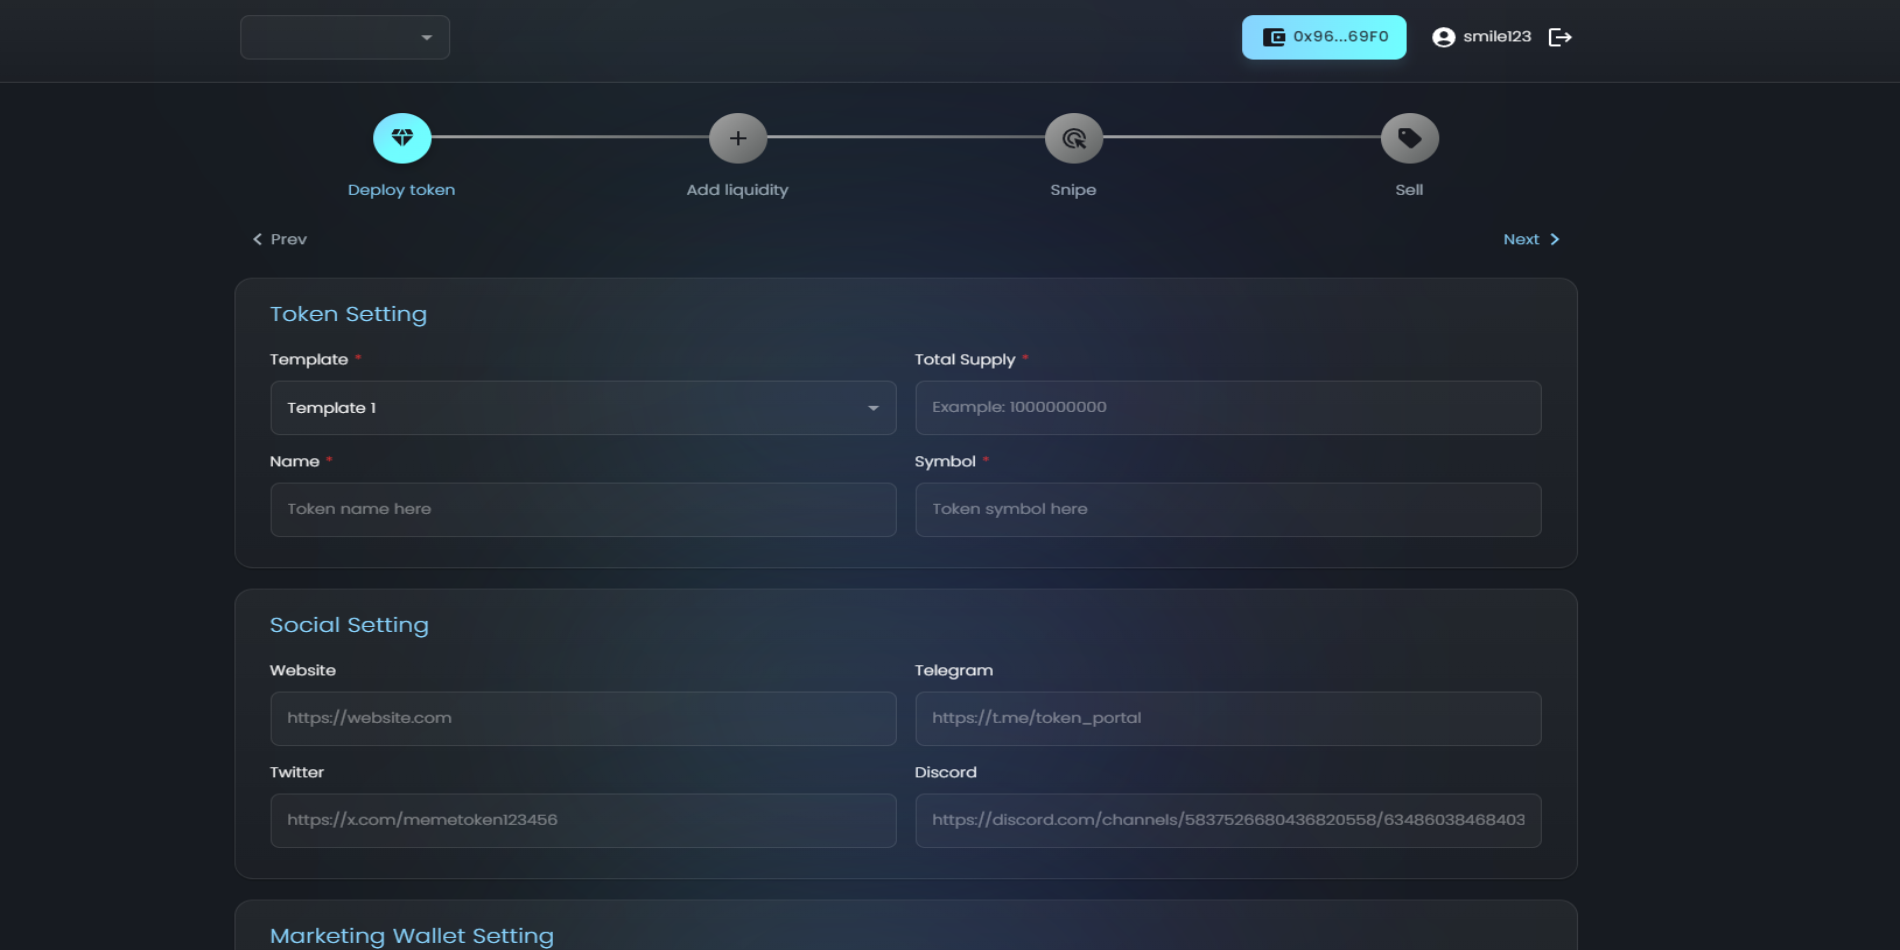 0x96...69F0
smile123
Deploy token
Add liquidity
Snipe
Sell
Prev
Next
Token Setting
Template *
Total Supply *
Template 1
Example: 1000000000
Name *
Symbol *
Token name here
Token symbol here
Social Setting
Website
Telegram
https://website.com
https://t.me/token_portal
Twitter
Discord
https://x.com/memetoken123456
https://discord.com/channels/5837526680436820558/63486038468403
Marketing Wallet Setting